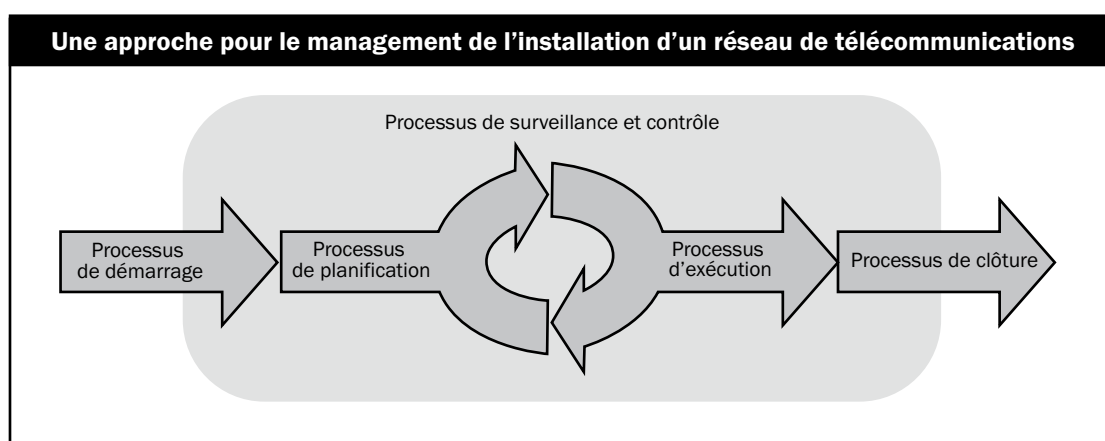 Une approche pour le management de l’installation d’un réseau de télécommunications
Processus de surveillance et contrôle
Processus
de démarrage
Processus
de planification
Processus
d’exécution
Processus de clôture